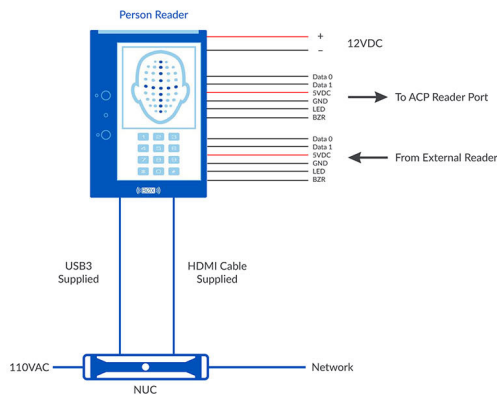 Person Reader
+
–
12VDC
Data 0
Data 1
5VDC
GND
LED
BZR
To ACP Reader Port
Data 0
Data 1
5VDC
GND
LED
BZR
From External Reader
USB3
Supplied
HDMI Cable
Supplied
110VAC
Network
NUC